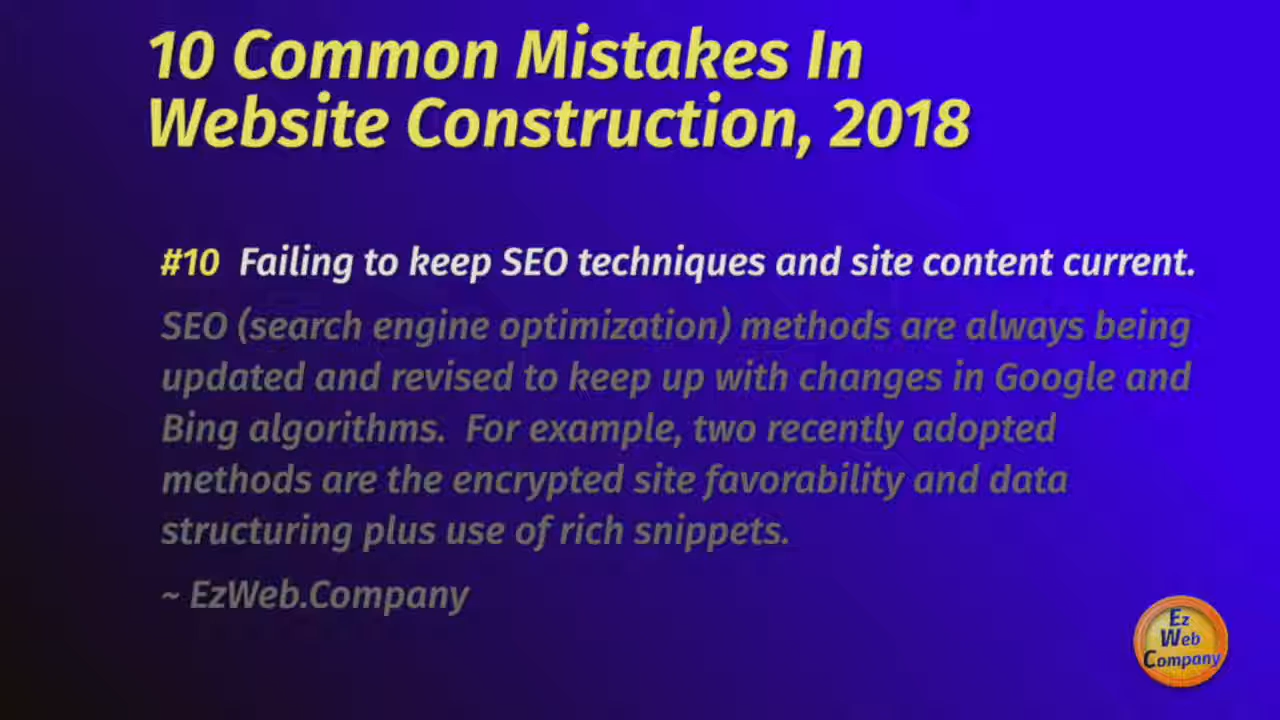 10 Common Mistakes In
Website Construction, 2018
#10 Failing to keep SEO techniques and site content current.
SEO (search engine optimization) methods are always being
updated and revised to keep up with changes in Google and
Bing algorithms. For example, two recently adopted
methods are the encrypted site favorability and data
structuring plus use of rich snippets.
~ EzWeb.Company
Ez
Web
Company